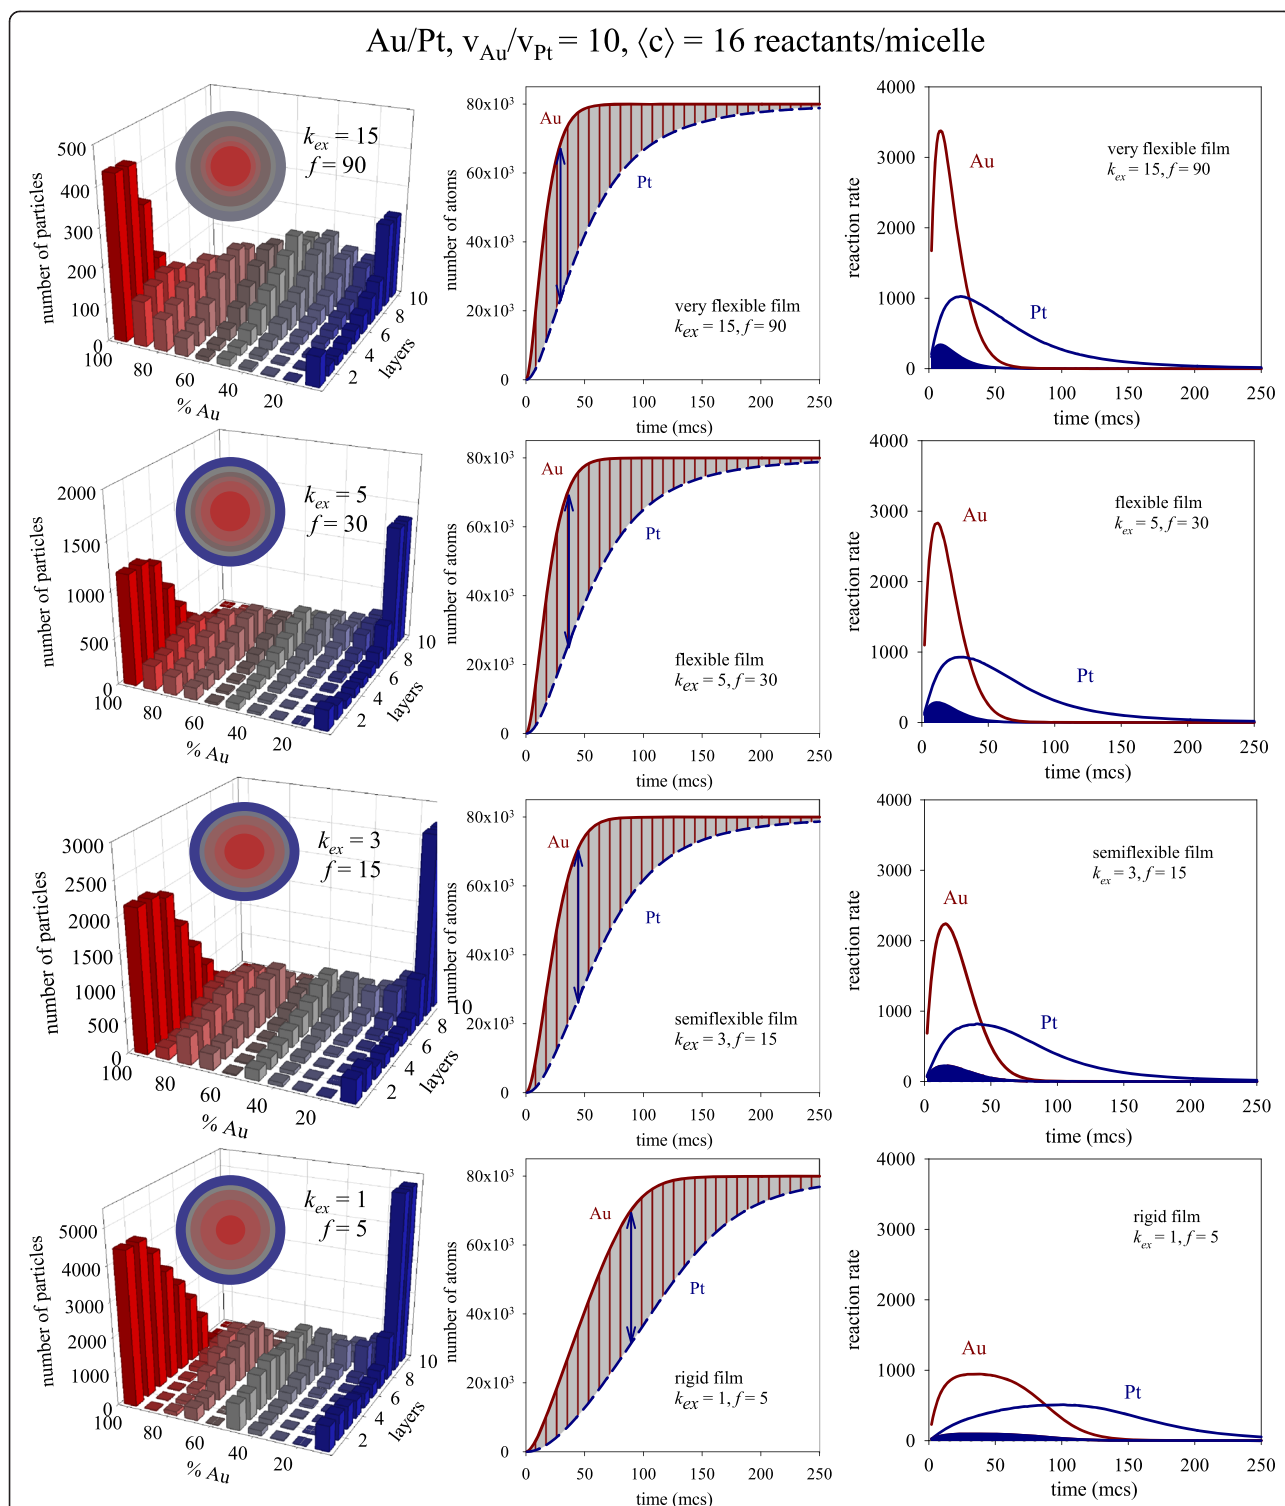 Au/Pt, v_Au/v_Pt = 10, ⟨c⟩ = 16 reactants/micelle
k_ex = 15
f = 90
number of particles
500
400
300
200
100
0
100
80
60
40
20
% Au
2
4
6
8
10
layers
number of atoms
80x10³
60x10³
40x10³
20x10³
0
Au
Pt
very flexible film
k_ex = 15, f = 90
0
50
100
150
200
250
time (mcs)
reaction rate
4000
3000
2000
1000
0
Au
Pt
very flexible film
k_ex = 15, f = 90
0
50
100
150
200
250
time (mcs)
k_ex = 5
f = 30
number of particles
2000
1500
1000
500
0
100
80
60
40
20
% Au
2
4
6
8
10
layers
number of atoms
80x10³
60x10³
40x10³
20x10³
0
Au
Pt
flexible film
k_ex = 5, f = 30
0
50
100
150
200
250
time (mcs)
reaction rate
4000
3000
2000
1000
0
Au
Pt
flexible film
k_ex = 5, f = 30
0
50
100
150
200
250
time (mcs)
k_ex = 3
f = 15
number of particles
3000
2500
2000
1500
1000
500
0
100
80
60
40
20
% Au
2
4
6
8
10
layers
number of atoms
80x10³
60x10³
40x10³
20x10³
0
Au
Pt
semiflexible film
k_ex = 3, f = 15
0
50
100
150
200
250
time (mcs)
reaction rate
4000
3000
2000
1000
0
Au
Pt
semiflexible film
k_ex = 3, f = 15
0
50
100
150
200
250
time (mcs)
k_ex = 1
f = 5
number of particles
5000
4000
3000
2000
1000
0
100
80
60
40
20
% Au
2
4
6
8
10
layers
number of atoms
80x10³
60x10³
40x10³
20x10³
0
Au
Pt
rigid film
k_ex = 1, f = 5
0
50
100
150
200
250
time (mcs)
reaction rate
4000
3000
2000
1000
0
Au
Pt
rigid film
k_ex = 1, f = 5
0
50
100
150
200
250
time (mcs)